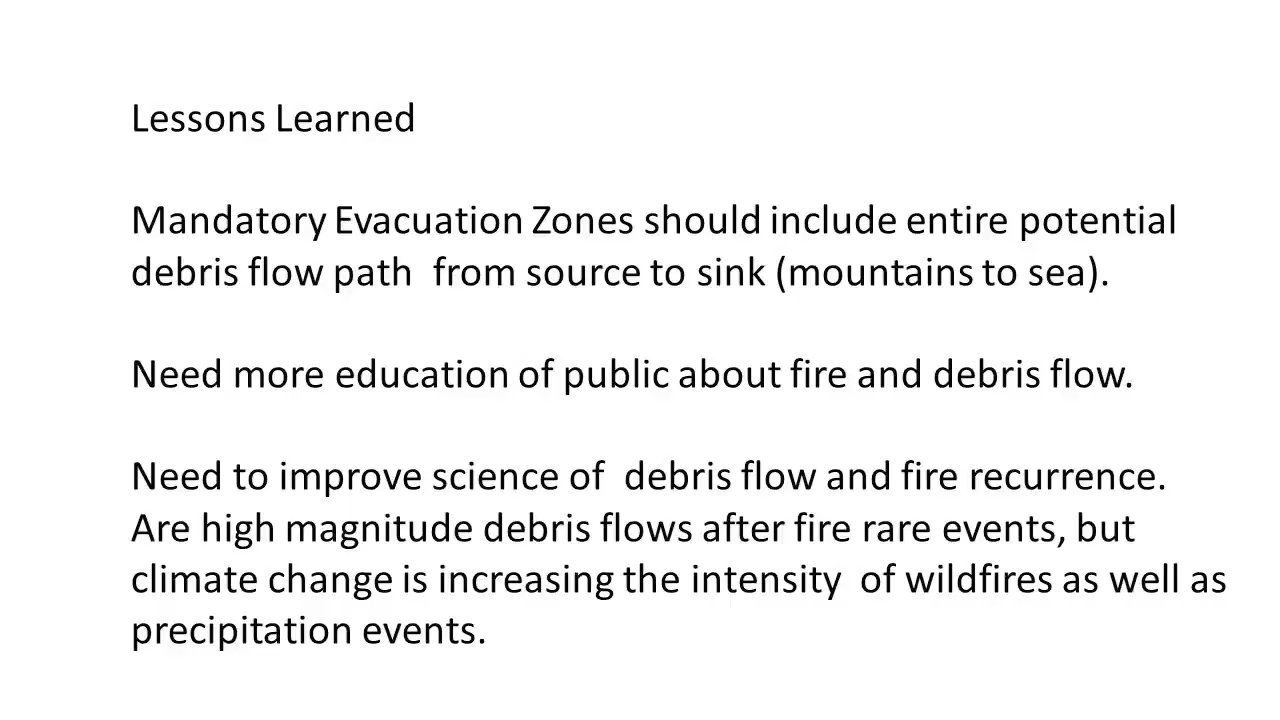 Lessons Learned
Mandatory Evacuation Zones should include entire potential
debris flow path  from source to sink (mountains to sea).
Need more education of public about fire and debris flow.
Need to improve science of  debris flow and fire recurrence.
Are high magnitude debris flows after fire rare events, but
climate change is increasing the intensity  of wildfires as well as
precipitation events.